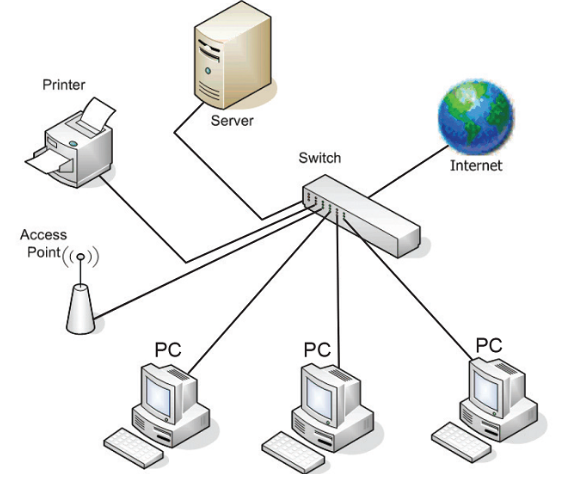 Printer
Server
Switch
Internet
Access
Point
PC
PC
PC